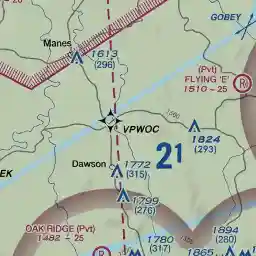 GOBEY
Manes
1613
(296)
(Pvt)
FLYING 'E'
1510 - 25
R
1500
VPWOC
1824
(293)
21
Dawson
1772
(315)
EK
1799
(276)
OAK RIDGE (Pvt)
1482 - 25
R
1780
(317)
1894
(280)
1865